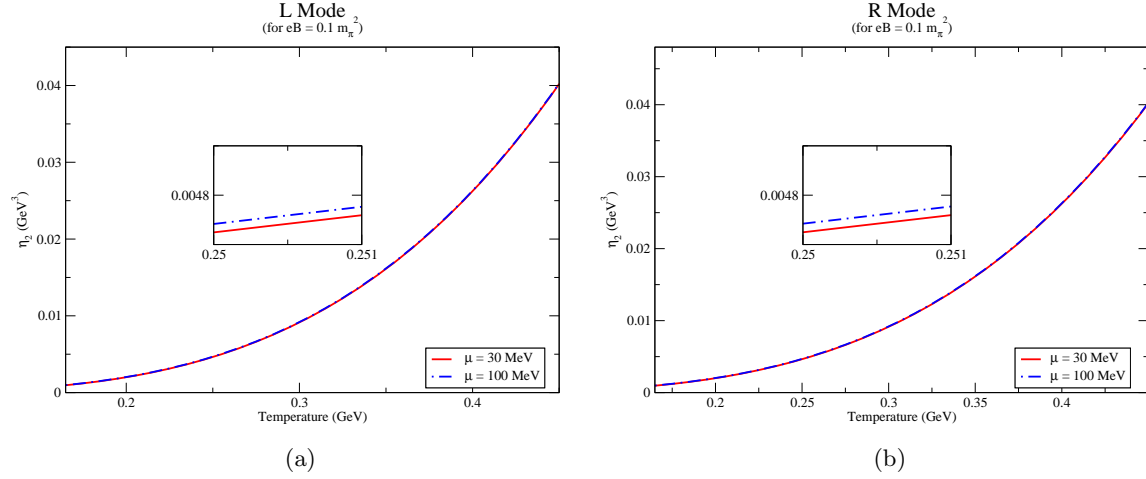 L Mode
(for eB = 0.1 m_π^2)
η_2 (GeV^3)
0.04
0.03
0.02
0.01
0
0.0048
0.25
0.251
μ = 30 MeV
μ = 100 MeV
0.2
0.3
0.4
Temperature (GeV)
(a)
R Mode
(for eB = 0.1 m_π^2)
η_2 (GeV^3)
0.04
0.03
0.02
0.01
0
0.0048
0.25
0.251
μ = 30 MeV
μ = 100 MeV
0.2
0.25
0.3
0.35
0.4
Temperature (GeV)
(b)